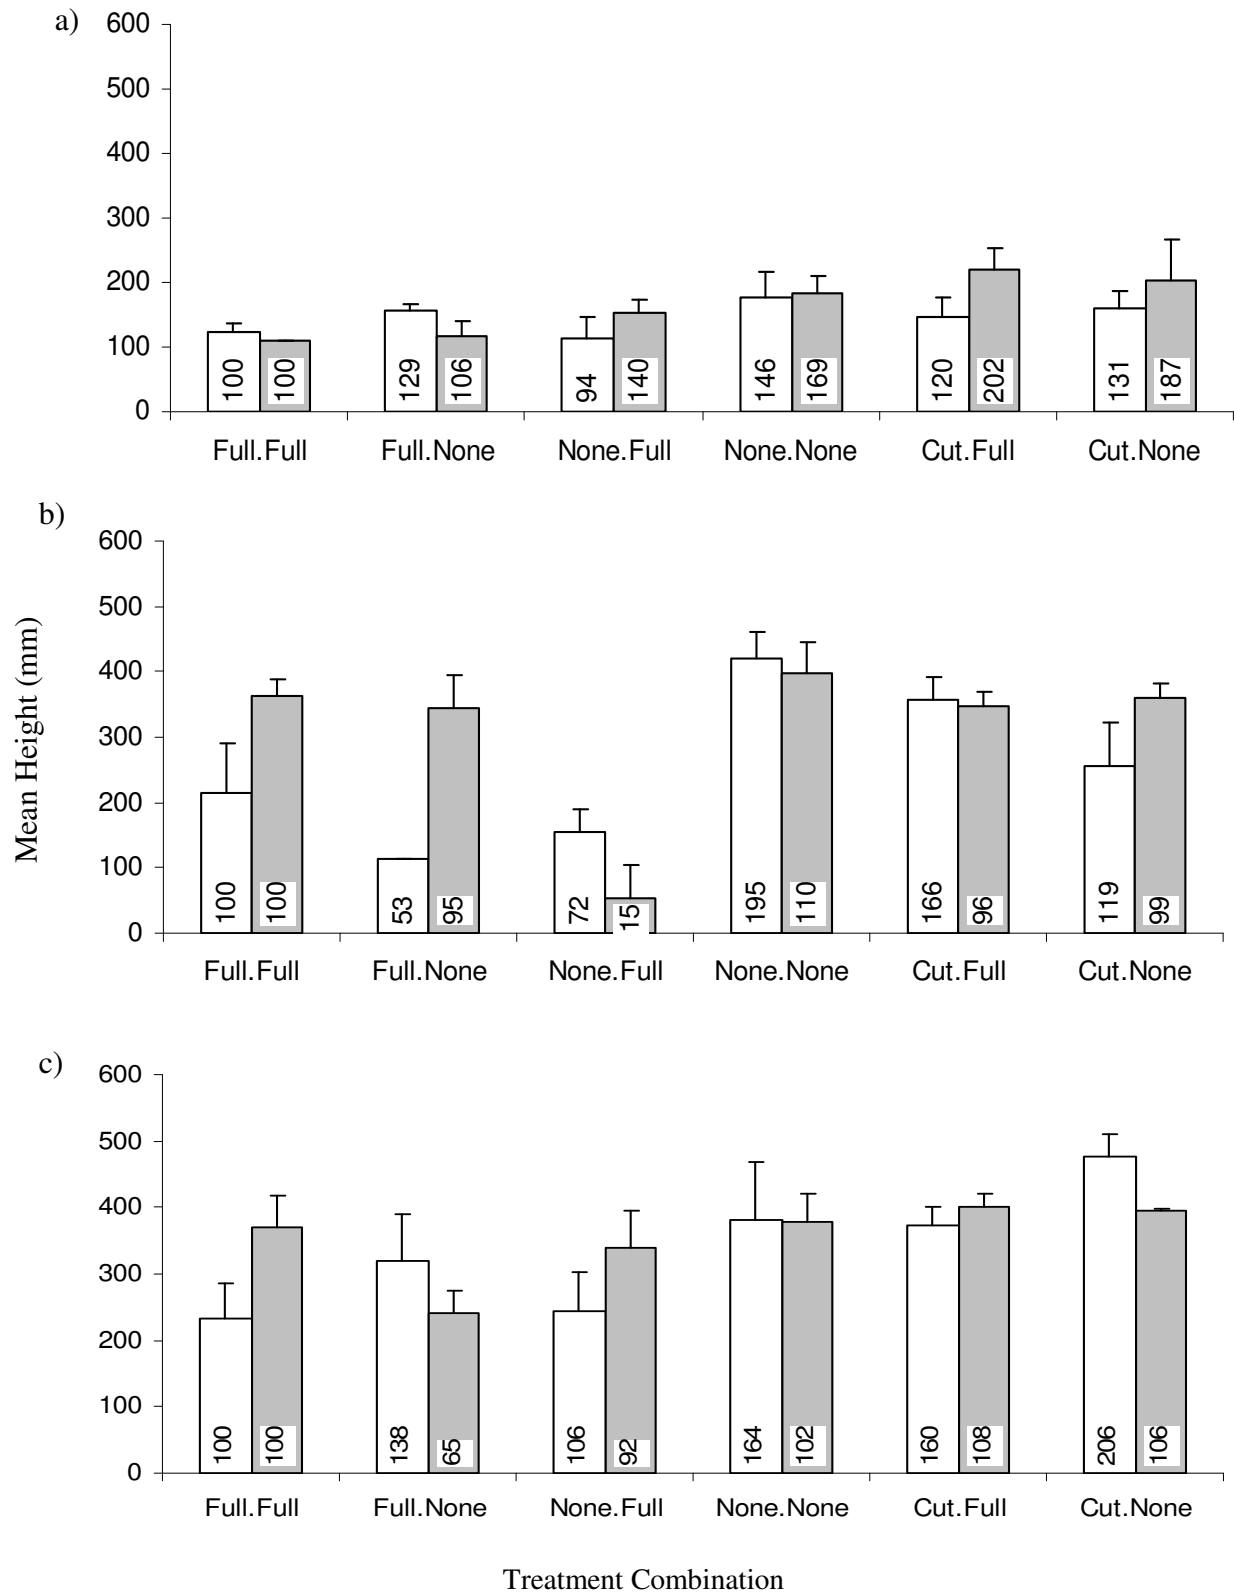 a)
600
500
400
300
200
100
0
100 100 129 106 94 140 146 169 120 202 131 187
Full.Full Full.None None.Full None.None Cut.Full Cut.None
b)
600
500
400
300
200
100
0
100 100 53 95 72 15 195 110 166 96 119 99
Full.Full Full.None None.Full None.None Cut.Full Cut.None
Mean Height (mm)
c)
600
500
400
300
200
100
0
100 100 138 65 106 92 164 102 160 108 206 106
Full.Full Full.None None.Full None.None Cut.Full Cut.None
Treatment Combination